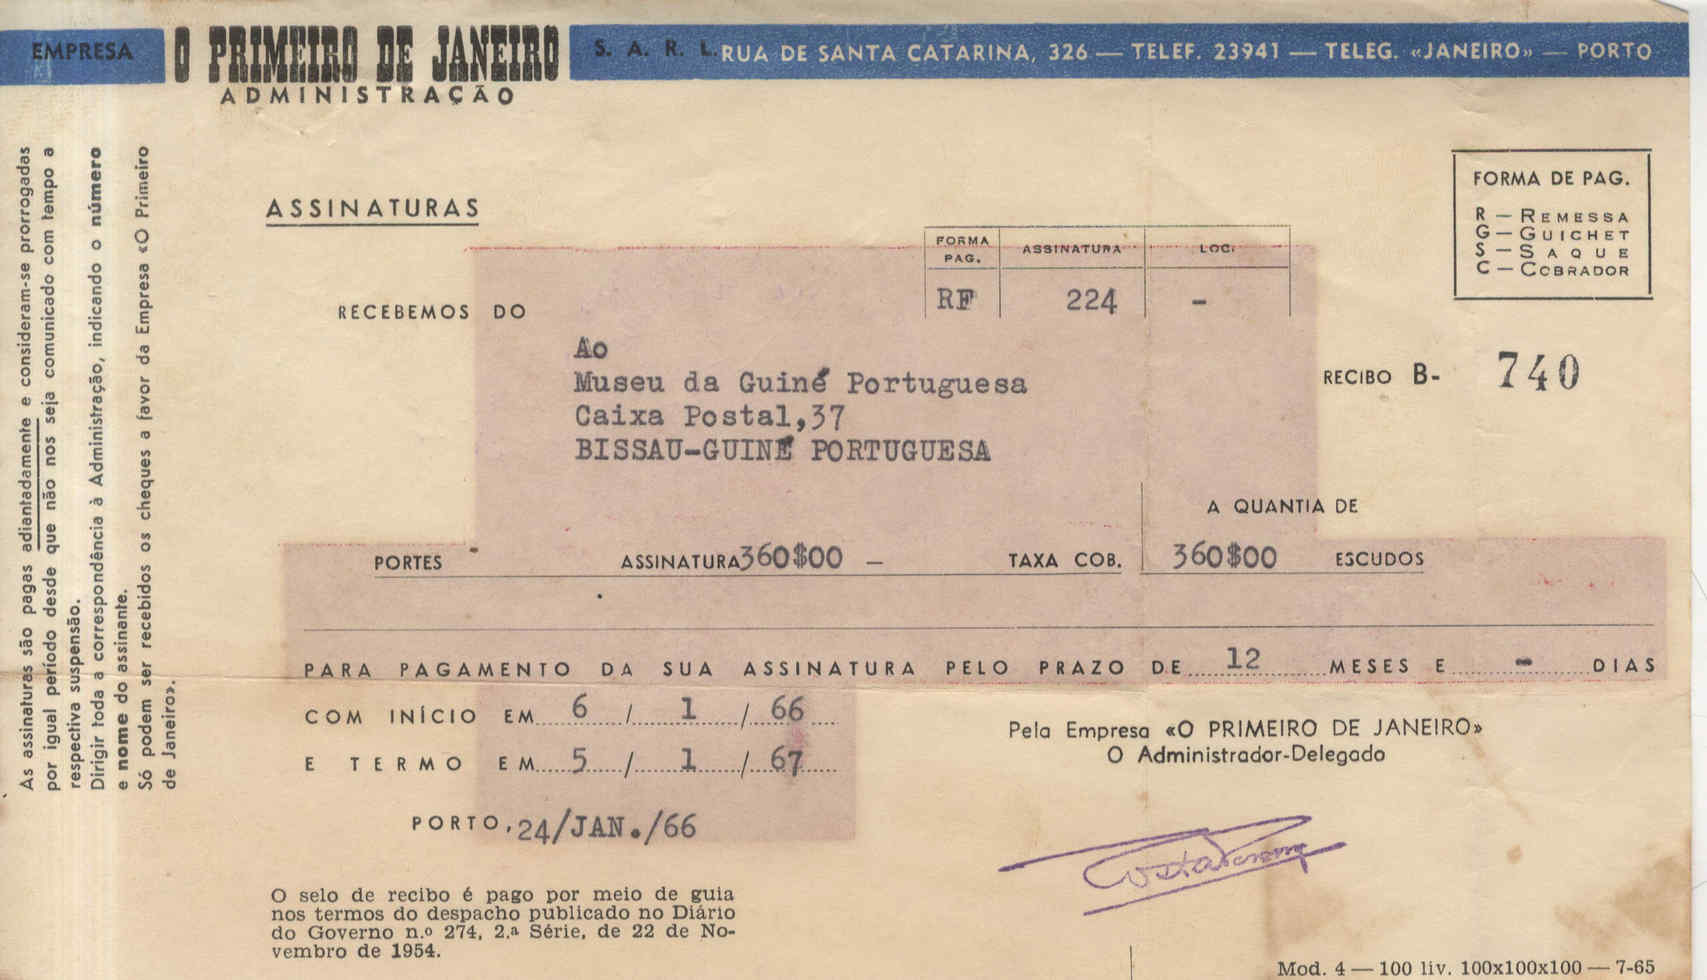 EMPRESA O PRIMEIRO DE JANEIRO S. A. R. L. RUA DE SANTA CATARINA, 326 — TELEF. 23941 — TELEG. «JANEIRO» — PORTO
ADMINISTRAÇÃO
As assinaturas são pagas adiantadamente e consideram-se prorrogadas
por igual período desde que não nos seja comunicado com tempo a
respectiva suspensão.
Dirigir toda a correspondência à Administração, indicando o número
e nome do assinante.
Só podem ser recebidos os cheques a favor da Empresa «O Primeiro
de Janeiro».
ASSINATURAS
FORMA DE PAG.
R — REMESSA
G — GUICHET
S — SAQUE
C — COBRADOR
FORMA PAG. ASSINATURA LOC.
RF 224 -
RECEBEMOS DO
Ao
Museu da Guiné Portuguesa
Caixa Postal,37
BISSAU-GUINÉ PORTUGUESA
RECIBO B- 740
A QUANTIA DE
PORTES ASSINATURA 360$00 — TAXA COB. 360$00 ESCUDOS
PARA PAGAMENTO DA SUA ASSINATURA PELO PRAZO DE 12 MESES E - DIAS
COM INÍCIO EM 6 / 1 / 66
E TERMO EM 5 / 1 / 67
PORTO, 24/JAN./66
Pela Empresa «O PRIMEIRO DE JANEIRO»
O Administrador-Delegado
O selo de recibo é pago por meio de guia
nos termos do despacho publicado no Diário
do Governo n.º 274, 2.ª Série, de 22 de No-
vembro de 1954.
Mod. 4 — 100 liv. 100x100x100 — 7-65